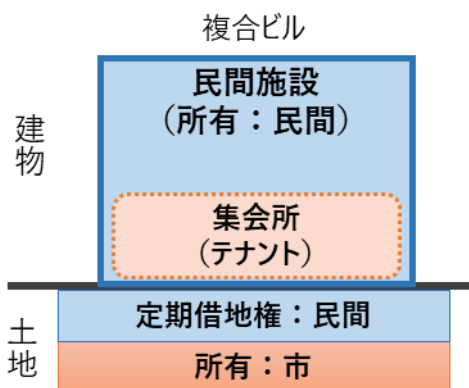 複合ビル
建物
民間施設
（所有：民間）
集会所
（テナント）
土地
定期借地権：民間
所有：市